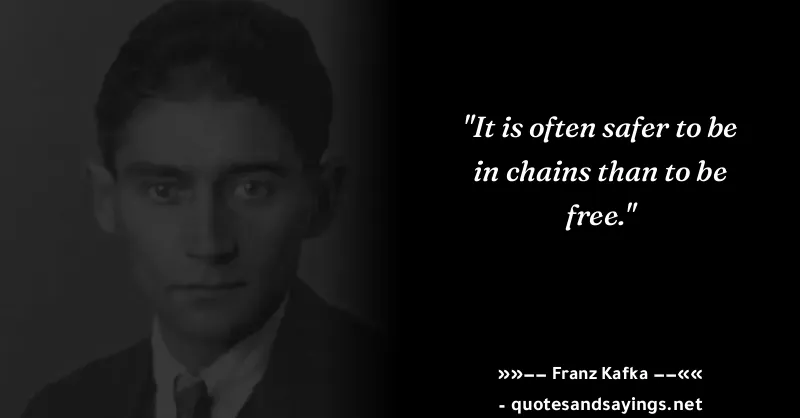 "It is often safer to be
in chains than to be
free."
»»−− Franz Kafka −−««
- quotesandsayings.net